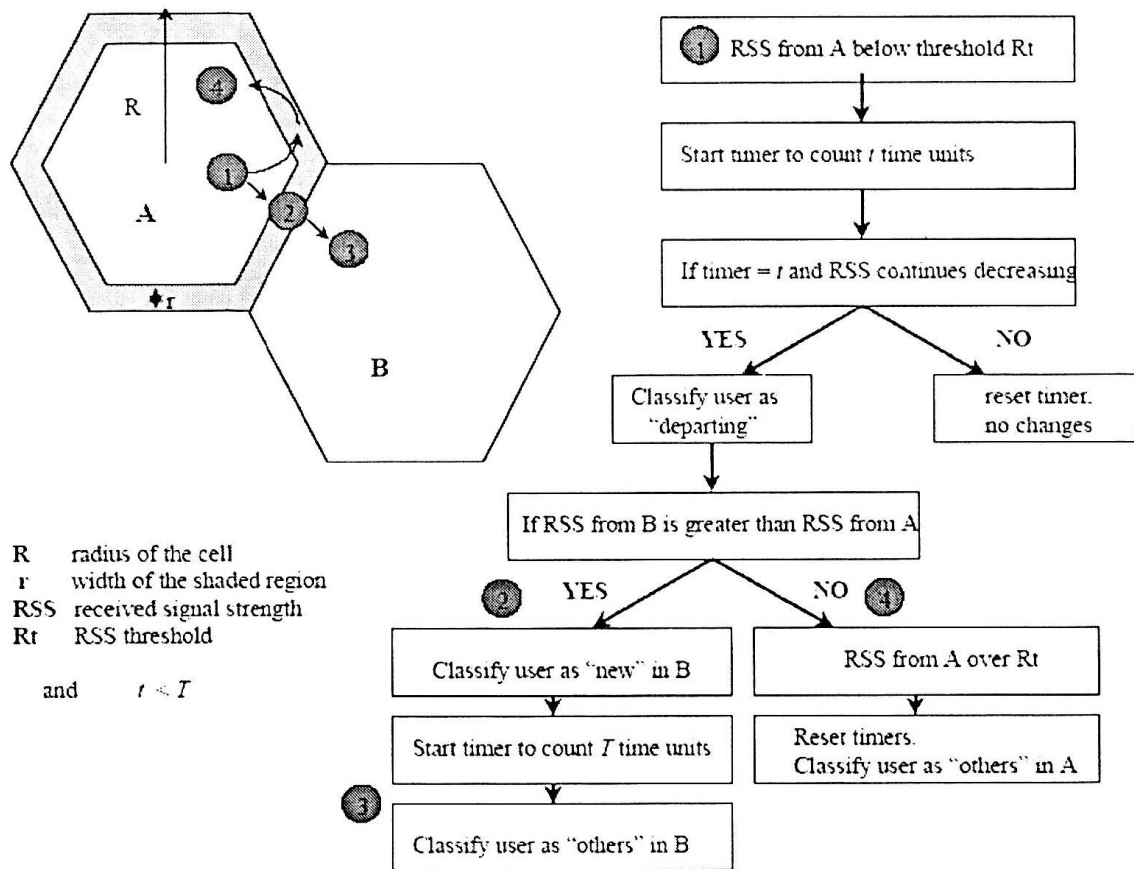 R
4
1
A
2
3
r
B
R radius of the cell
r width of the shaded region
RSS received signal strength
Rt RSS threshold
and t < T
1 RSS from A below threshold Rt
Start timer to count t time units
If timer = t and RSS continues decreasing
YES
NO
Classify user as
“departing”
reset timer.
no changes
If RSS from B is greater than RSS from A
2 YES
NO 4
Classify user as “new” in B
RSS from A over Rt
Start timer to count T time units
Reset timers.
Classify user as “others” in A
3
Classify user as “others” in B